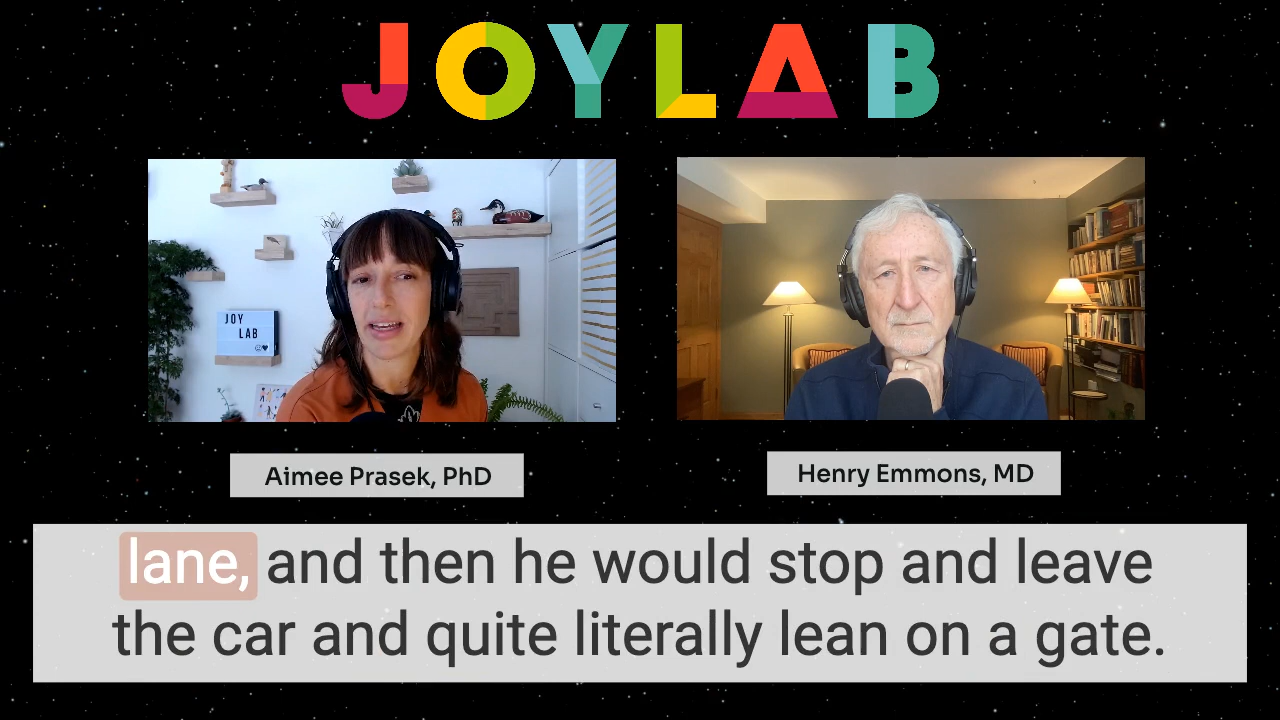 JOYLAB
JOY
LAB
Aimee Prasek, PhD
Henry Emmons, MD
lane, and then he would stop and leave
the car and quite literally lean on a gate.